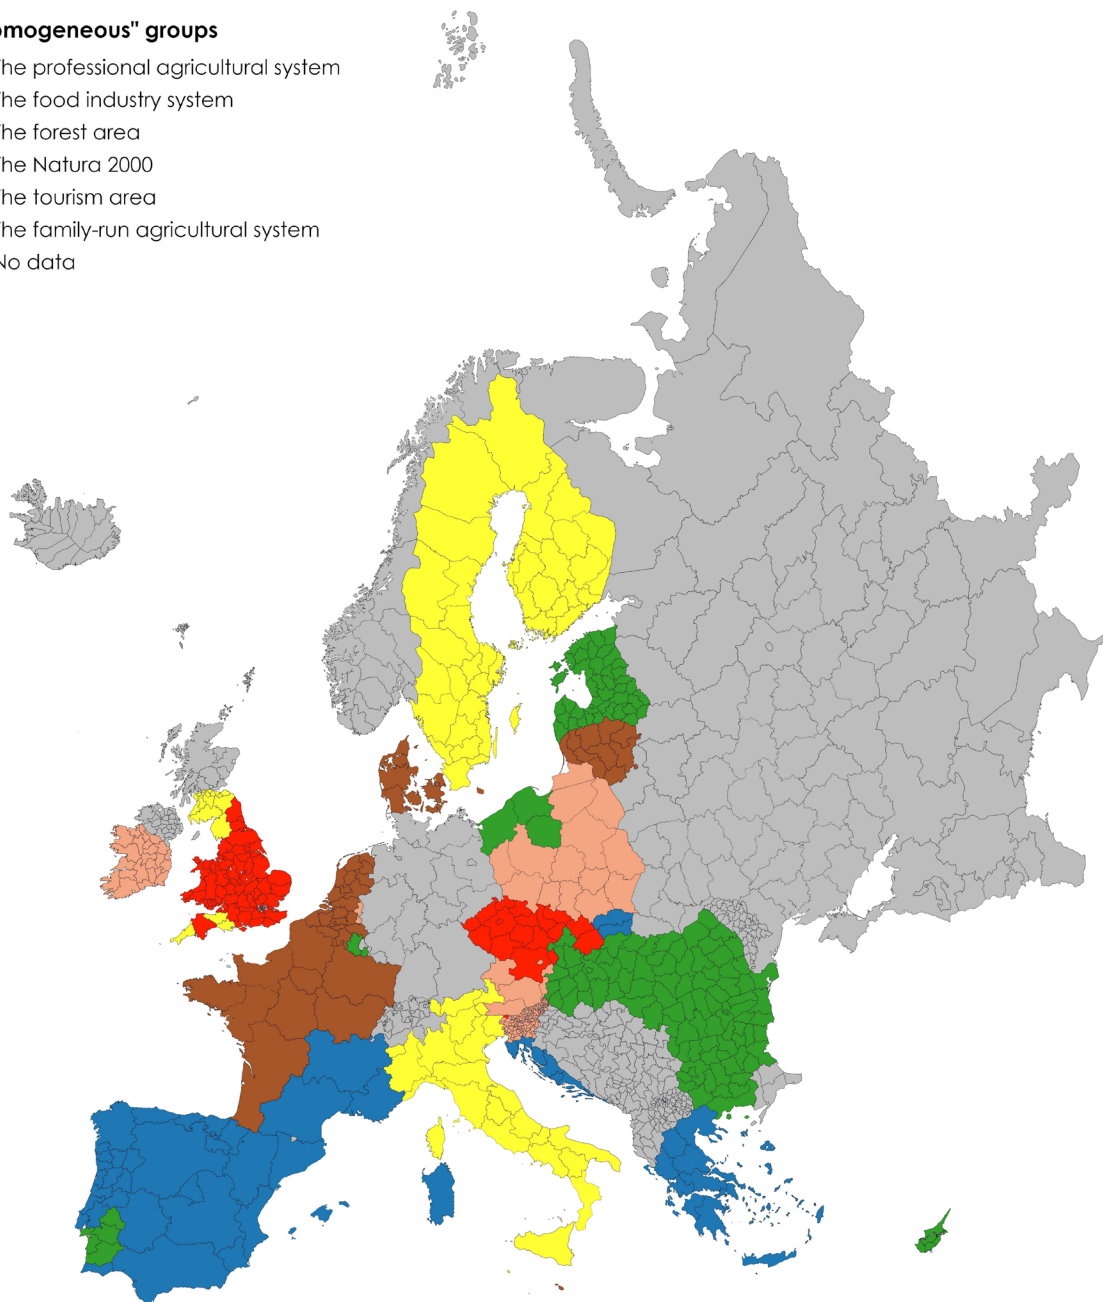 omogeneous" groups
he professional agricultural system
he food industry system
he forest area
he Natura 2000
he tourism area
he family-run agricultural system
No data